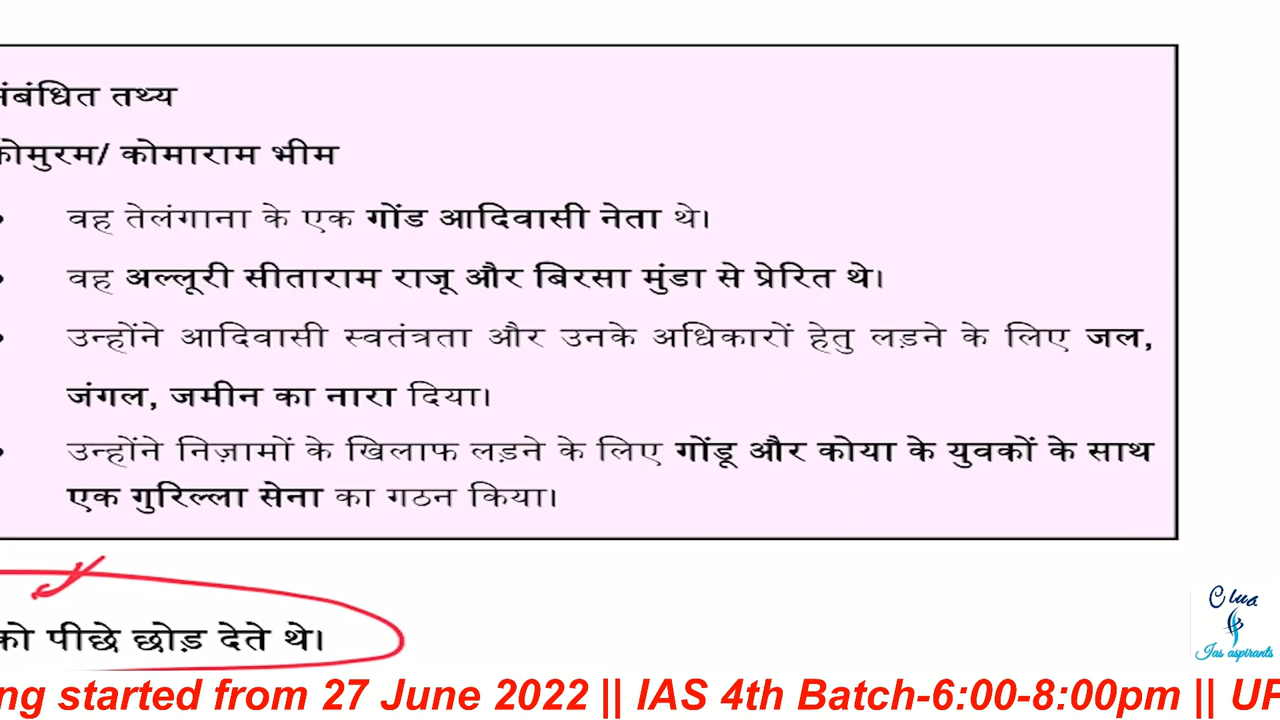 संबंधित तथ्य
कोमुरम/ कोमाराम भीम
• वह तेलंगाना के एक गोंड आदिवासी नेता थे।
• वह अल्लूरी सीताराम राजू और बिरसा मुंडा से प्रेरित थे।
• उन्होंने आदिवासी स्वतंत्रता और उनके अधिकारों हेतु लड़ने के लिए जल,
जंगल, जमीन का नारा दिया।
• उन्होंने निज़ामों के खिलाफ लड़ने के लिए गोंडू और कोया के युवकों के साथ
एक गुरिल्ला सेना का गठन किया।
को पीछे छोड़ देते थे।
Clue
Ias aspirants
ng started from 27 June 2022 || IAS 4th Batch-6:00-8:00pm || UP